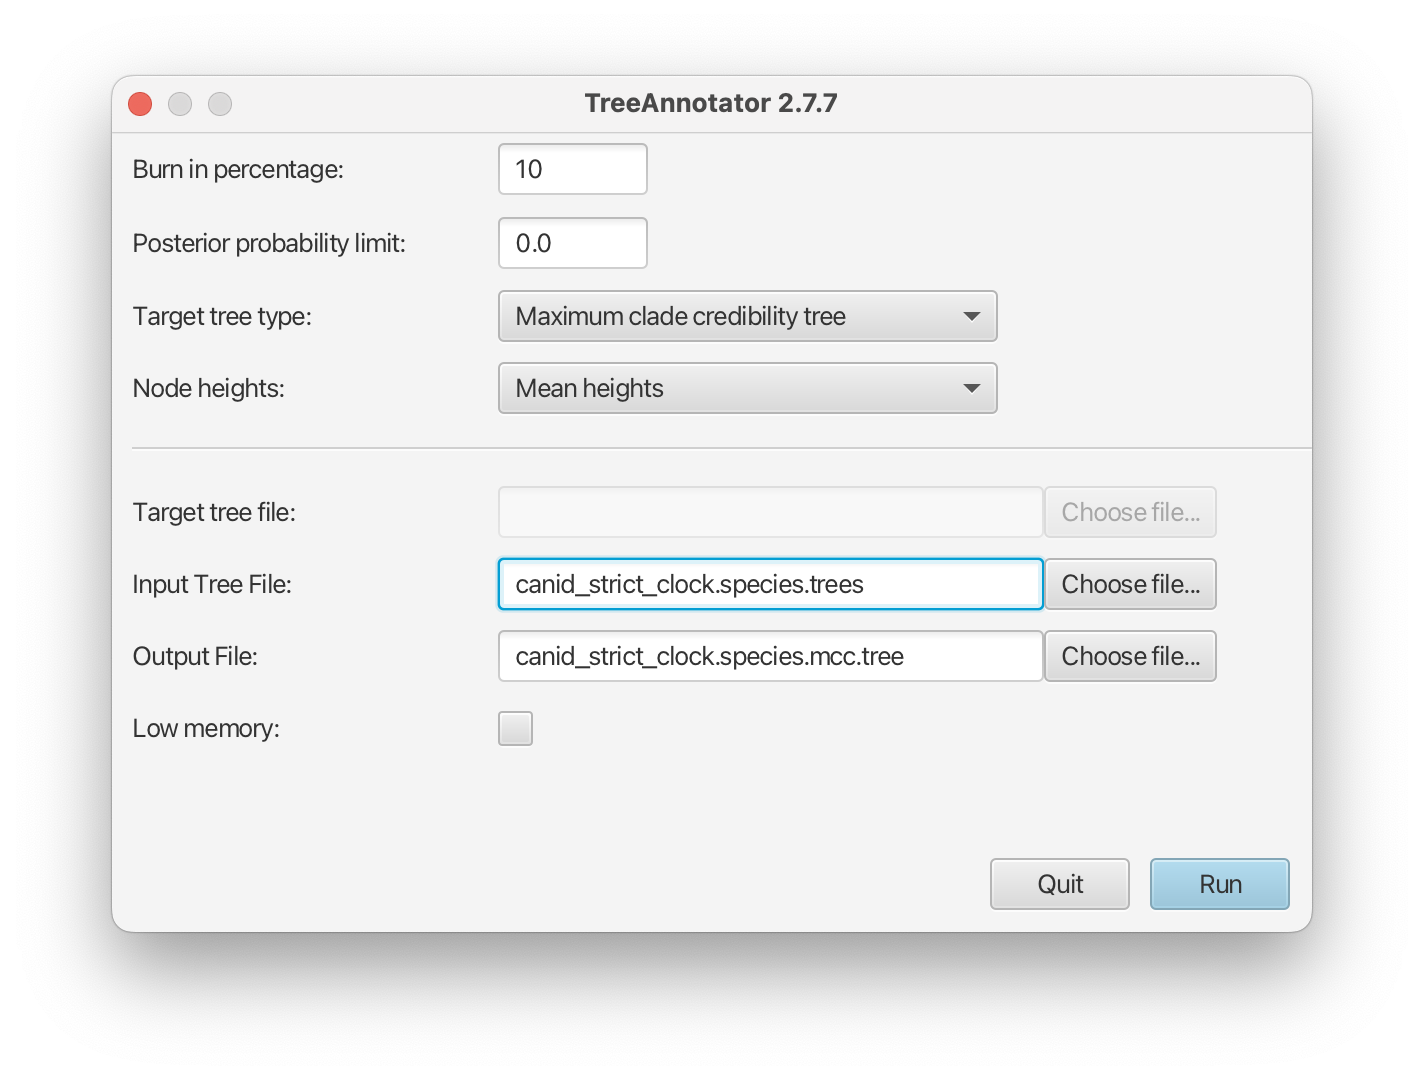 TreeAnnotator 2.7.7
Burn in percentage: 10
Posterior probability limit: 0.0
Target tree type: Maximum clade credibility tree
Node heights: Mean heights
Target tree file: Choose file...
Input Tree File: canid_strict_clock.species.trees Choose file...
Output File: canid_strict_clock.species.mcc.tree Choose file...
Low memory:
Quit Run